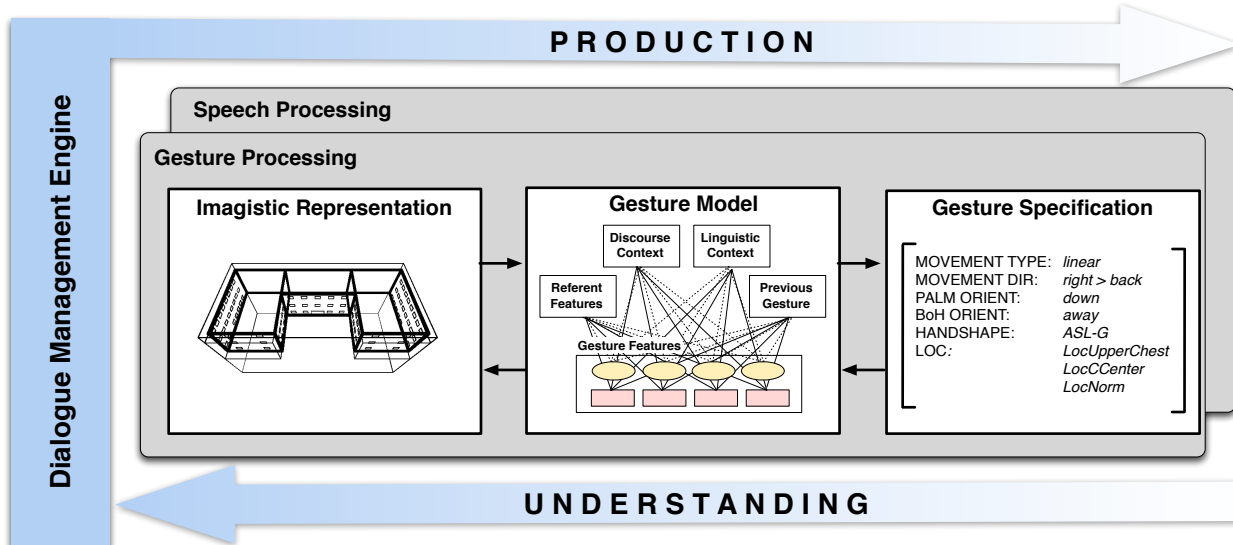 PRODUCTION
Dialogue Management Engine
Speech Processing
Gesture Processing
Imagistic Representation
Gesture Model
Discourse
Context
Linguistic
Context
Referent
Features
Previous
Gesture
Gesture Features
Gesture Specification
MOVEMENT TYPE: linear
MOVEMENT DIR: right > back
PALM ORIENT: down
BoH ORIENT: away
HANDSHAPE: ASL-G
LOC: LocUpperChest
LocCCenter
LocNorm
UNDERSTANDING